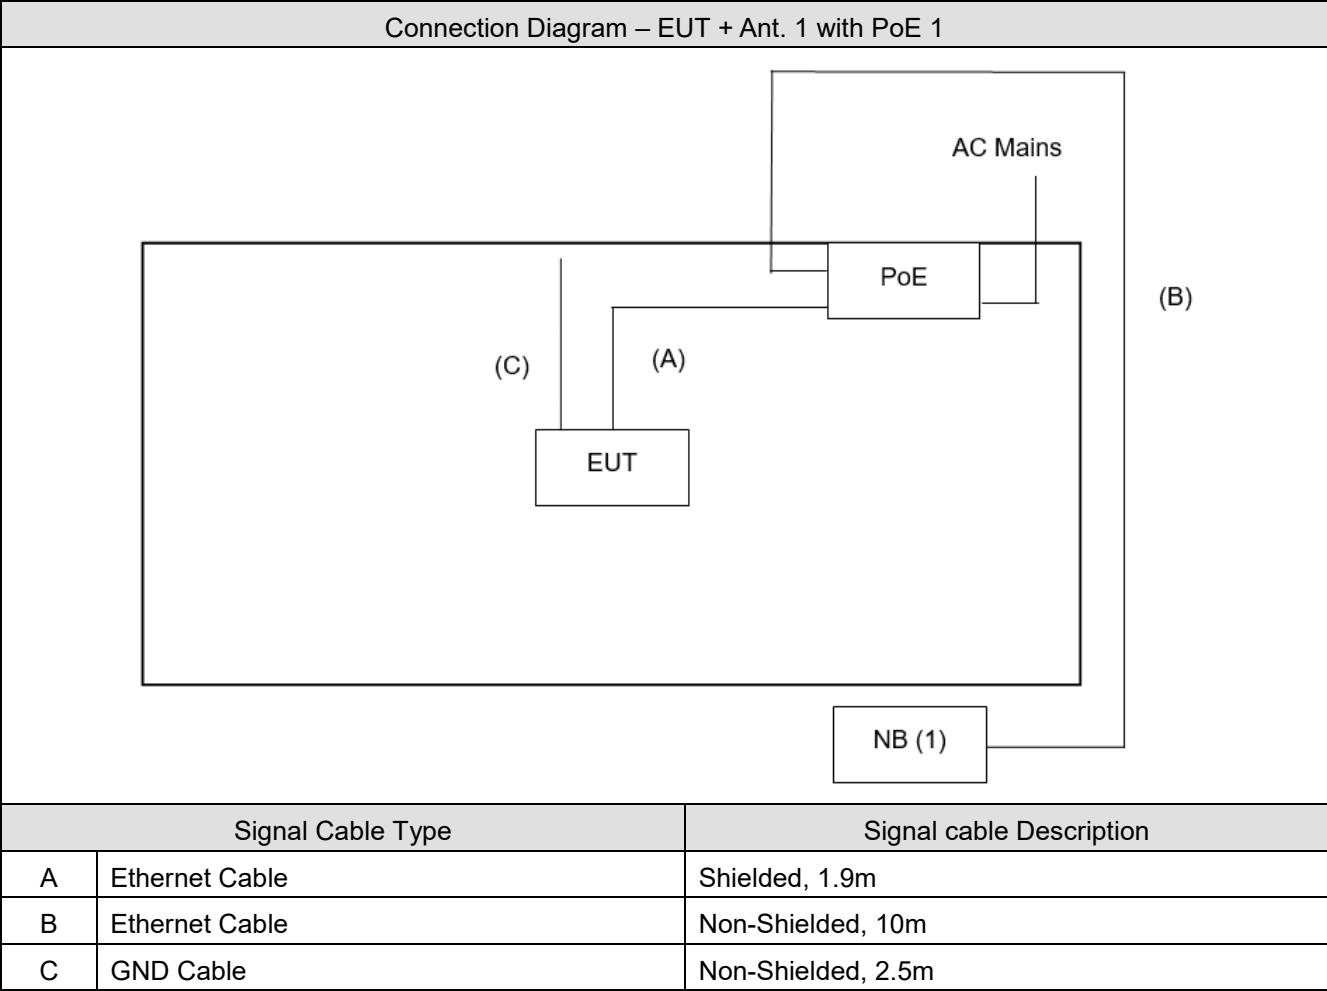 Connection Diagram – EUT + Ant. 1 with PoE 1
AC Mains
PoE
(B)
(C)
(A)
EUT
NB (1)
Signal Cable Type
Signal cable Description
A
Ethernet Cable
Shielded, 1.9m
B
Ethernet Cable
Non-Shielded, 10m
C
GND Cable
Non-Shielded, 2.5m